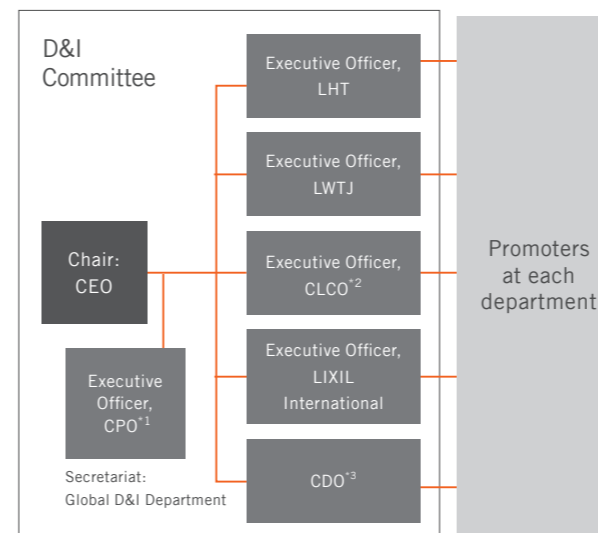 D&I
Committee
Chair:
CEO
Executive
Officer,
CPO*1
Secretariat:
Global D&I Department
Executive Officer,
LHT
Executive Officer,
LWTJ
Executive Officer,
CLCO*2
Executive Officer,
LIXIL
International
CDO*3
Promoters
at each
department